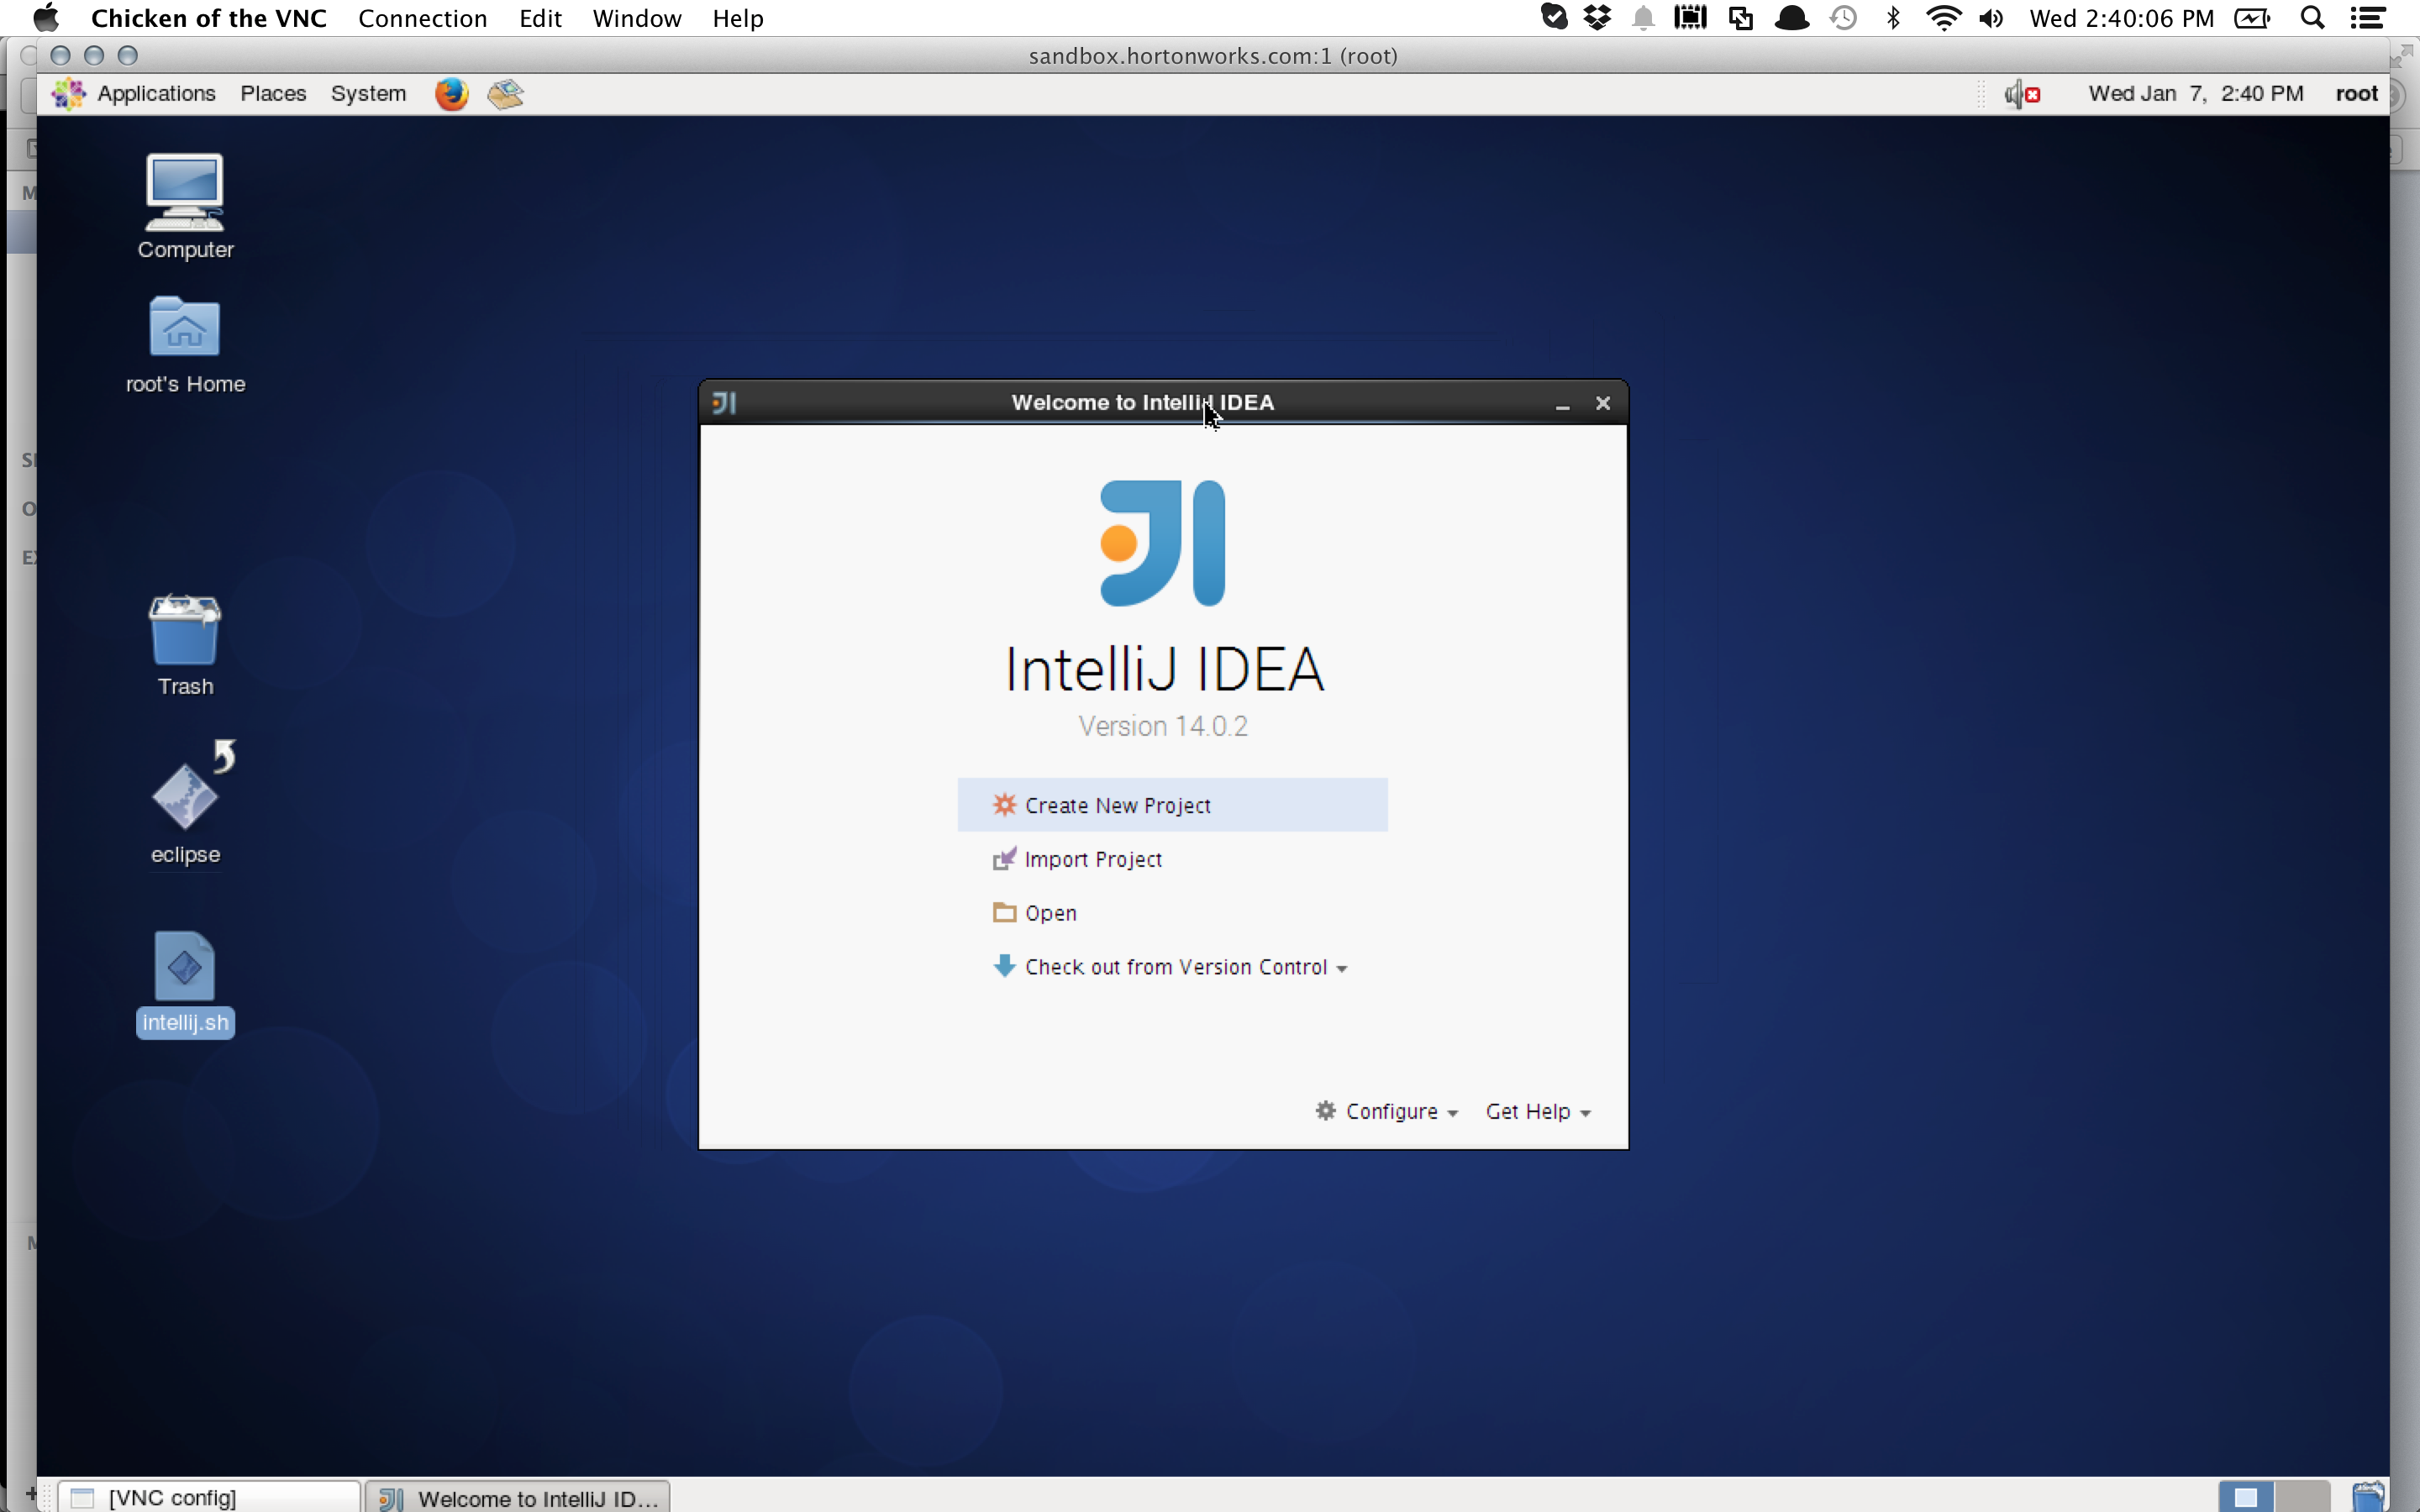 Chicken of the VNC Connection Edit Window Help Wed 2:40:06 PM
sandbox.hortonworks.com:1 (root)
Applications Places System Wed Jan 7, 2:40 PM root
Computer
root's Home
Welcome to IntelliJ IDEA
IntelliJ IDEA
Version 14.0.2
Trash
Create New Project
eclipse
Import Project
Open
Check out from Version Control
intellij.sh
Configure Get Help
[VNC config] Welcome to IntelliJ ID...